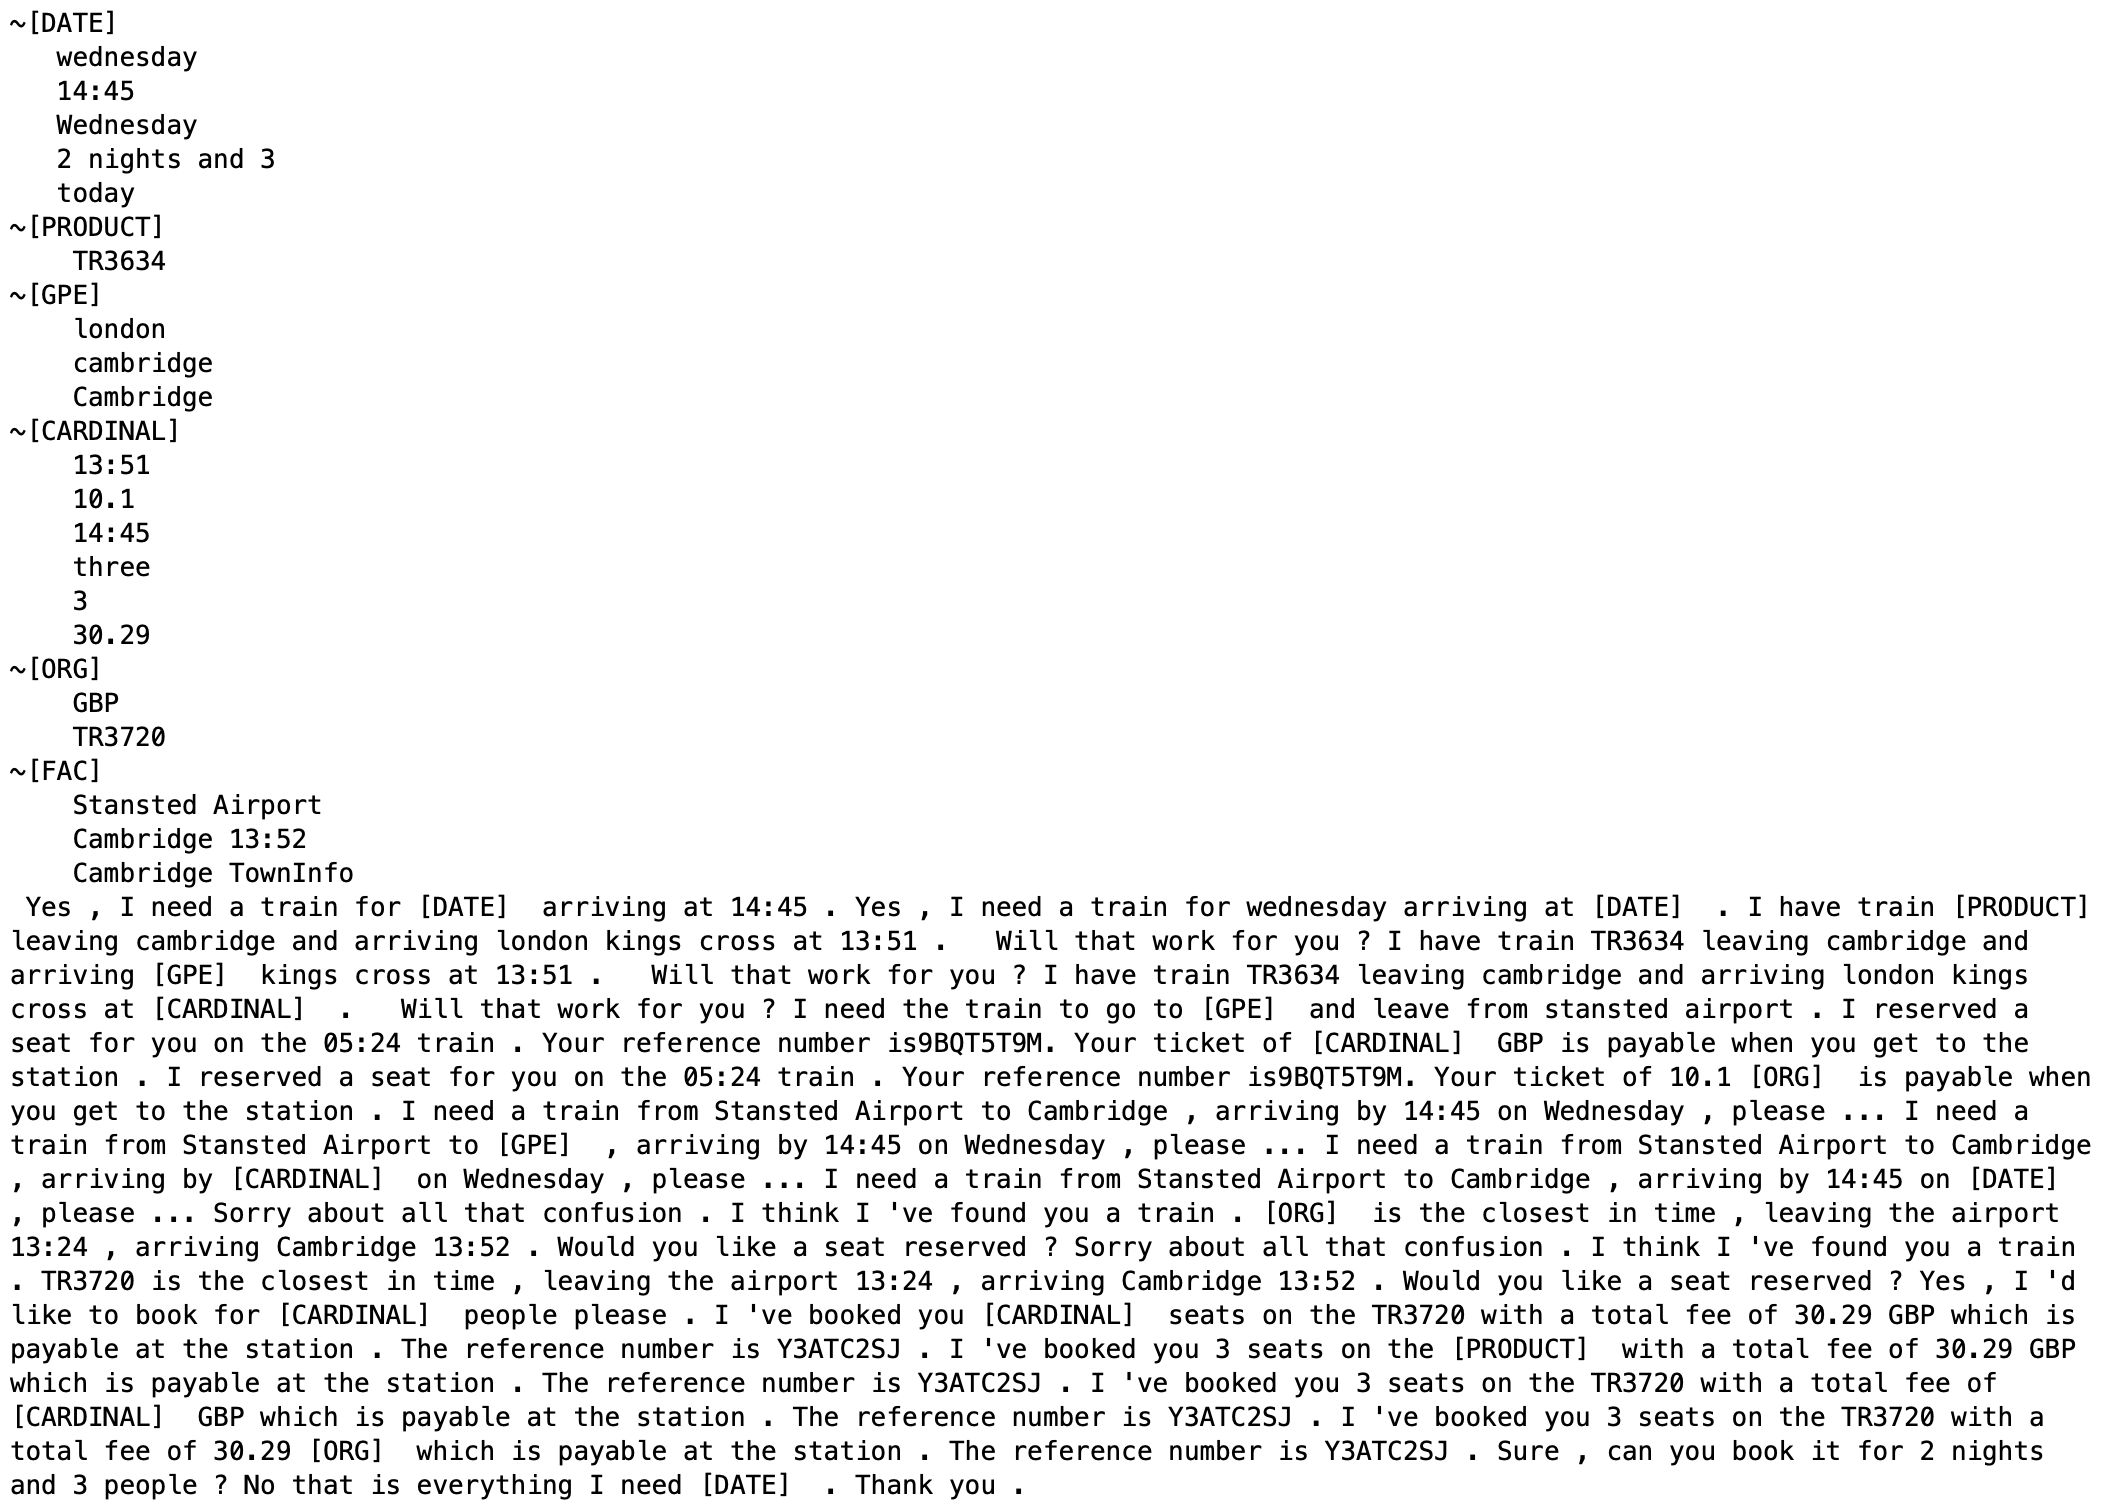 ~[DATE]
   wednesday
   14:45
   Wednesday
   2 nights and 3
   today
~[PRODUCT]
    TR3634
~[GPE]
    london
    cambridge
    Cambridge
~[CARDINAL]
    13:51
    10.1
    14:45
    three
    3
    30.29
~[ORG]
    GBP
    TR3720
~[FAC]
    Stansted Airport
    Cambridge 13:52
    Cambridge TownInfo
 Yes , I need a train for [DATE]  arriving at 14:45 . Yes , I need a train for wednesday arriving at [DATE]  . I have train [PRODUCT]
leaving cambridge and arriving london kings cross at 13:51 .   Will that work for you ? I have train TR3634 leaving cambridge and
arriving [GPE]  kings cross at 13:51 .   Will that work for you ? I have train TR3634 leaving cambridge and arriving london kings
cross at [CARDINAL]  .   Will that work for you ? I need the train to go to [GPE]  and leave from stansted airport . I reserved a
seat for you on the 05:24 train . Your reference number is9BQT5T9M. Your ticket of [CARDINAL]  GBP is payable when you get to the
station . I reserved a seat for you on the 05:24 train . Your reference number is9BQT5T9M. Your ticket of 10.1 [ORG]  is payable when
you get to the station . I need a train from Stansted Airport to Cambridge , arriving by 14:45 on Wednesday , please ... I need a
train from Stansted Airport to [GPE]  , arriving by 14:45 on Wednesday , please ... I need a train from Stansted Airport to Cambridge
, arriving by [CARDINAL]  on Wednesday , please ... I need a train from Stansted Airport to Cambridge , arriving by 14:45 on [DATE]
, please ... Sorry about all that confusion . I think I 've found you a train . [ORG]  is the closest in time , leaving the airport
13:24 , arriving Cambridge 13:52 . Would you like a seat reserved ? Sorry about all that confusion . I think I 've found you a train
. TR3720 is the closest in time , leaving the airport 13:24 , arriving Cambridge 13:52 . Would you like a seat reserved ? Yes , I 'd
like to book for [CARDINAL]  people please . I 've booked you [CARDINAL]  seats on the TR3720 with a total fee of 30.29 GBP which is
payable at the station . The reference number is Y3ATC2SJ . I 've booked you 3 seats on the [PRODUCT]  with a total fee of 30.29 GBP
which is payable at the station . The reference number is Y3ATC2SJ . I 've booked you 3 seats on the TR3720 with a total fee of
[CARDINAL]  GBP which is payable at the station . The reference number is Y3ATC2SJ . I 've booked you 3 seats on the TR3720 with a
total fee of 30.29 [ORG]  which is payable at the station . The reference number is Y3ATC2SJ . Sure , can you book it for 2 nights
and 3 people ? No that is everything I need [DATE]  . Thank you .